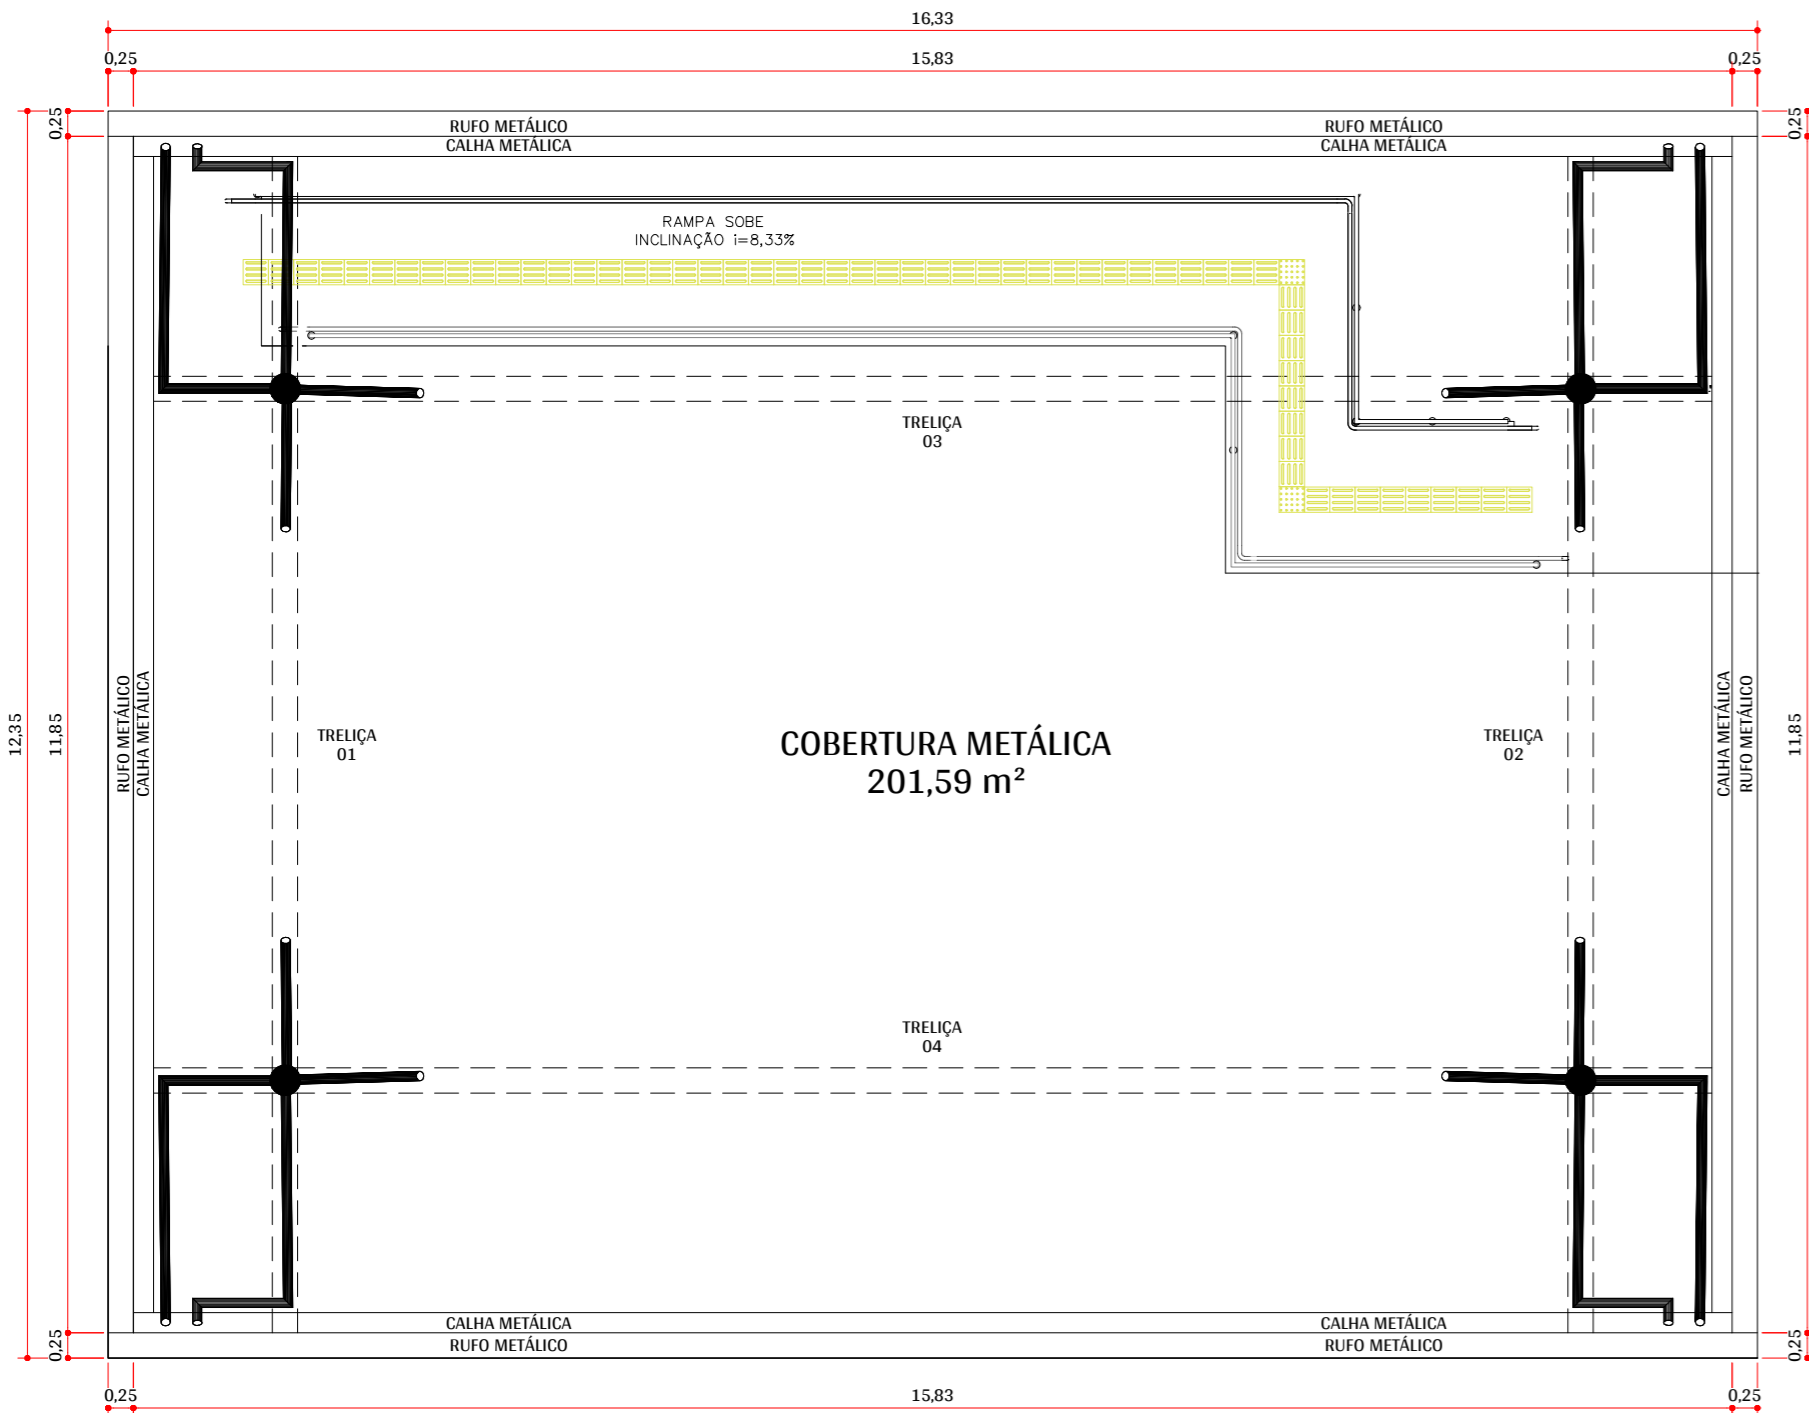 16,33
0,25
15,83
0,25
0,25
0,25
RUFO METÁLICO
RUFO METÁLICO
CALHA METÁLICA
CALHA METÁLICA
RAMPA SOBE
INCLINAÇÃO i=8,33%
TRELIÇA
03
12,35
11,85
RUFO METÁLICO
CALHA METÁLICA
TRELIÇA
01
COBERTURA METÁLICA
201,59 m²
TRELIÇA
02
CALHA METÁLICA
RUFO METÁLICO
11,85
TRELIÇA
04
CALHA METÁLICA
CALHA METÁLICA
RUFO METÁLICO
RUFO METÁLICO
0,25
0,25
0,25
15,83
0,25